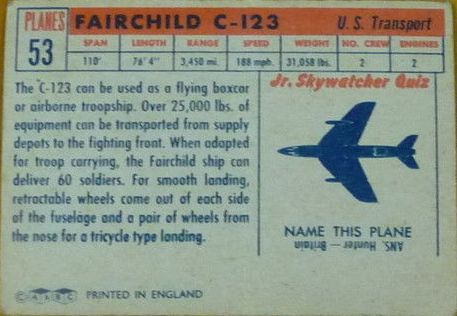 PLANES
53
FAIRCHILD C-123
U. S. Transport
SPAN LENGTH RANGE SPEED WEIGHT NO. CREW ENGINES
110' 76' 4" 3,450 mi. 188 mph. 31,058 lbs. 2 2
The C-123 can be used as a flying boxcar
or airborne troopship. Over 25,000 lbs. of
equipment can be transported from supply
depots to the fighting front. When adapted
for troop carrying, the Fairchild ship can
deliver 60 soldiers. For smooth landing,
retractable wheels come out of each side
of the fuselage and a pair of wheels from
the nose for a tricycle type landing.
Jr. Skywatcher Quiz
NAME THIS PLANE
ANS. Hunter—
Britain
© C-A-&B-C PRINTED IN ENGLAND